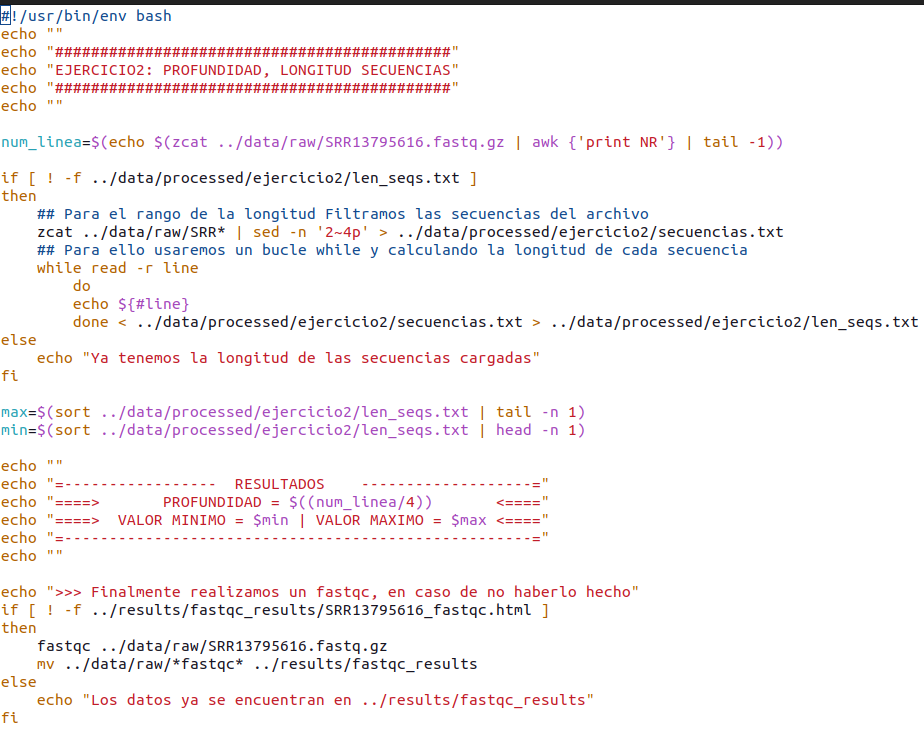 #!/usr/bin/env bash
echo ""
echo "############################################"
echo "EJERCICIO2: PROFUNDIDAD, LONGITUD SECUENCIAS"
echo "############################################"
echo ""

num_linea=$(echo $(zcat ../data/raw/SRR13795616.fastq.gz | awk {'print NR'} | tail -1))

if [ ! -f ../data/processed/ejercicio2/len_seqs.txt ]
then
    ## Para el rango de la longitud Filtramos las secuencias del archivo
    zcat ../data/raw/SRR* | sed -n '2~4p' > ../data/processed/ejercicio2/secuencias.txt
    ## Para ello usaremos un bucle while y calculando la longitud de cada secuencia
    while read -r line
        do
        echo ${#line}
        done < ../data/processed/ejercicio2/secuencias.txt > ../data/processed/ejercicio2/len_seqs.txt
else
    echo "Ya tenemos la longitud de las secuencias cargadas"
fi

max=$(sort ../data/processed/ejercicio2/len_seqs.txt | tail -n 1)
min=$(sort ../data/processed/ejercicio2/len_seqs.txt | head -n 1)

echo ""
echo "=-----------------  RESULTADOS    -------------------="
echo "====>       PROFUNDIDAD = $((num_linea/4))       <===="
echo "====>  VALOR MINIMO = $min | VALOR MAXIMO = $max <===="
echo "=----------------------------------------------------="
echo ""

echo ">>> Finalmente realizamos un fastqc, en caso de no haberlo hecho"
if [ ! -f ../results/fastqc_results/SRR13795616_fastqc.html ]
then
    fastqc ../data/raw/SRR13795616.fastq.gz
    mv ../data/raw/*fastqc* ../results/fastqc_results
else
    echo "Los datos ya se encuentran en ../results/fastqc_results"
fi